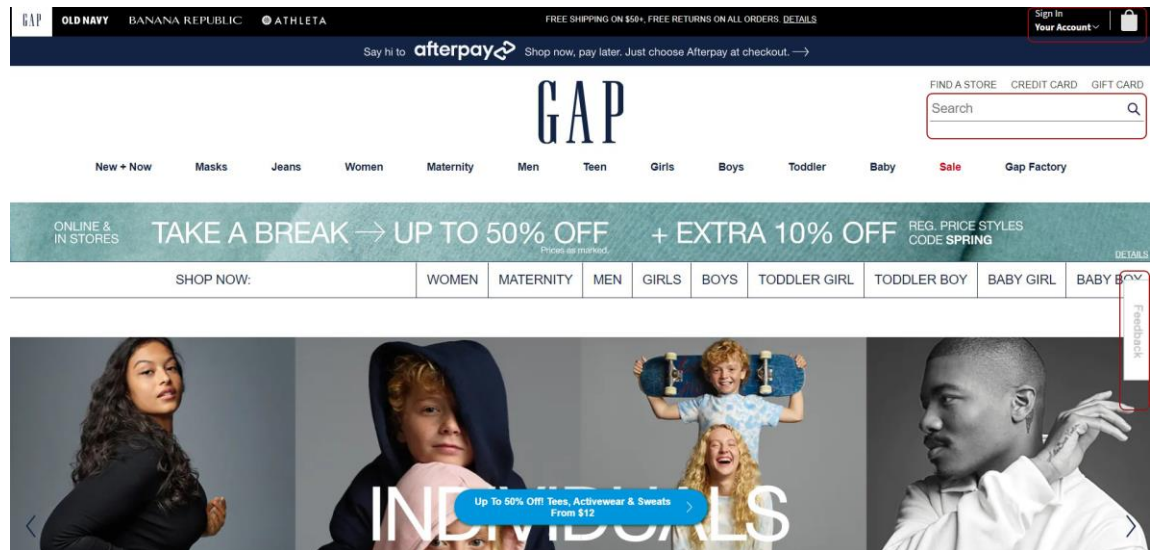 GAP OLD NAVY BANANA REPUBLIC ATHLETA FREE SHIPPING ON $50+, FREE RETURNS ON ALL ORDERS. DETAILS Sign In
Your Account
Say hi to afterpay Shop now, pay later. Just choose Afterpay at checkout. →
GAP
FIND A STORE CREDIT CARD GIFT CARD
Search
New + Now Masks Jeans Women Maternity Men Teen Girls Boys Toddler Baby Sale Gap Factory
ONLINE &
IN STORES
TAKE A BREAK → UP TO 50% OFF + EXTRA 10% OFF
Prices as marked.
REG. PRICE STYLES
CODE SPRING
DETAILS
SHOP NOW: WOMEN MATERNITY MEN GIRLS BOYS TODDLER GIRL TODDLER BOY BABY GIRL BABY BOY
Feedback
INDIVIDUALS
Up To 50% Off! Tees, Activewear & Sweats
From $12